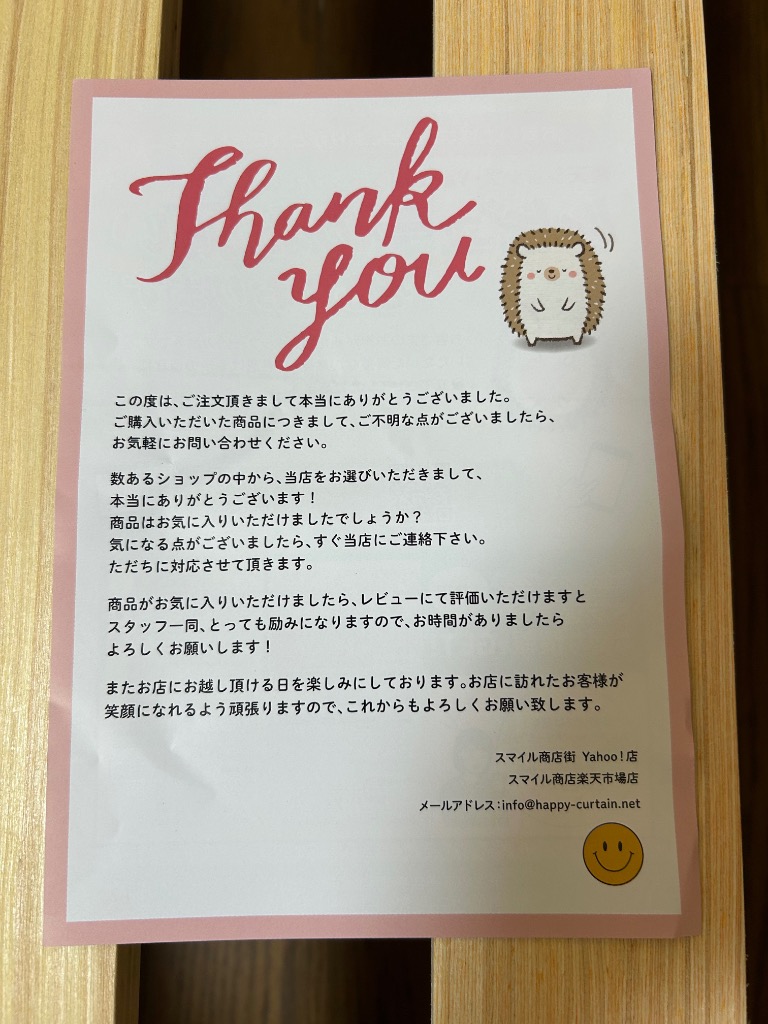 Thank
you
この度は、ご注文頂きまして本当にありがとうございました。
ご購入いただいた商品につきまして、ご不明な点がございましたら、
お気軽にお問い合わせください。
数あるショップの中から、当店をお選びいただきまして、
本当にありがとうございます！
商品はお気に入りいただけましたでしょうか？
気になる点がございましたら、すぐ当店にご連絡下さい。
ただちに対応させて頂きます。
商品がお気に入りいただけましたら、レビューにて評価いただけますと
スタッフ一同、とっても励みになりますので、お時間がありましたら
よろしくお願いします！
またお店にお越し頂ける日を楽しみにしております。お店に訪れたお客様が
笑顔になれるよう頑張りますので、これからもよろしくお願い致します。
スマイル商店街 Yahoo！店
スマイル商店楽天市場店
メールアドレス：info@happy-curtain.net